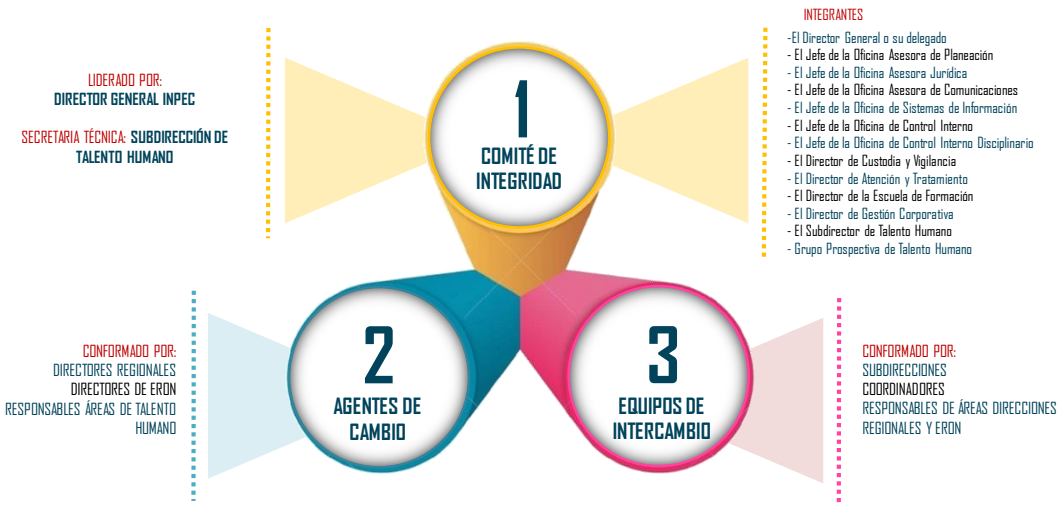 LIDERADO POR:
DIRECTOR GENERAL INPEC
SECRETARIA TÉCNICA: SUBDIRECCIÓN DE
TALENTO HUMANO
1
COMITÉ DE
INTEGRIDAD
INTEGRANTES
-El Director General o su delegado
- El Jefe de la Oficina Asesora de Planeación
- El Jefe de la Oficina Asesora Jurídica
- El Jefe de la Oficina Asesora de Comunicaciones
- El Jefe de la Oficina de Sistemas de Información
- El Jefe de la Oficina de Control Interno
- El Jefe de la Oficina de Control Interno Disciplinario
- El Director de Custodia y Vigilancia
- El Director de Atención y Tratamiento
- El Director de la Escuela de Formación
- El Director de Gestión Corporativa
- El Subdirector de Talento Humano
- Grupo Prospectiva de Talento Humano
CONFORMADO POR:
DIRECTORES REGIONALES
DIRECTORES DE ERON
RESPONSABLES ÁREAS DE TALENTO
HUMANO
2
AGENTES DE
CAMBIO
3
EQUIPOS DE
INTERCAMBIO
CONFORMADO POR:
SUBDIRECCIONES
COORDINADORES
RESPONSABLES DE ÁREAS DIRECCIONES
REGIONALES Y ERON